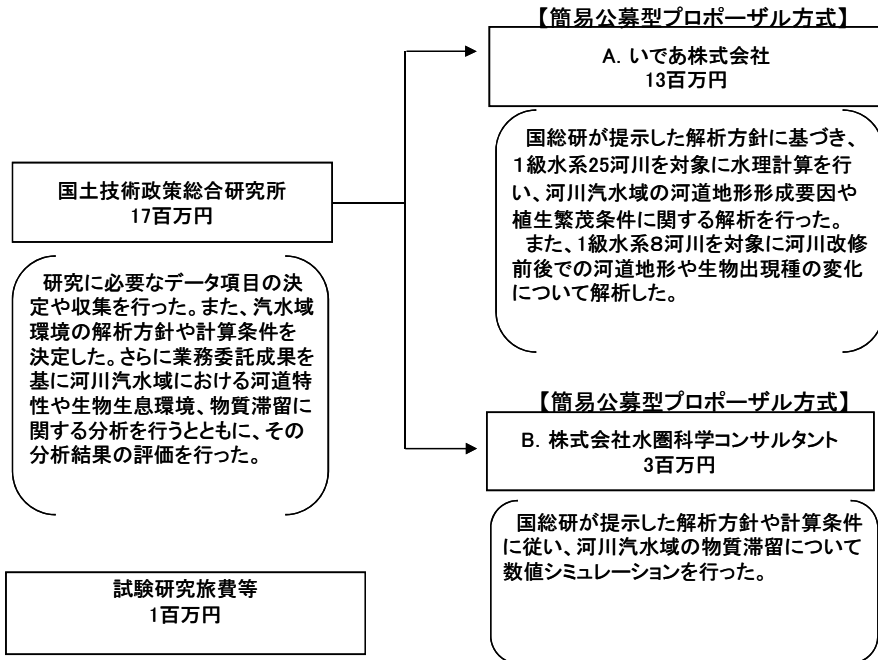 【簡易公募型プロポーザル方式】
A．いであ株式会社
13百万円
国総研が提示した解析方針に基づき、
1級水系25河川を対象に水理計算を行
い、河川汽水域の河道地形形成要因や
植生繁茂条件に関する解析を行った。
また、1級水系8河川を対象に河川改修
前後での河道地形や生物出現種の変化
について解析した。
国土技術政策総合研究所
17百万円
研究に必要なデータ項目の決
定や収集を行った。また、汽水域
環境の解析方針や計算条件を
決定した。さらに業務委託成果を
基に河川汽水域における河道特
性や生物生息環境、物質滞留に
関する分析を行うとともに、その
分析結果の評価を行った。
【簡易公募型プロポーザル方式】
B．株式会社水圏科学コンサルタント
3百万円
国総研が提示した解析方針や計算条件
に従い、河川汽水域の物質滞留について
数値シミュレーションを行った。
試験研究旅費等
1百万円